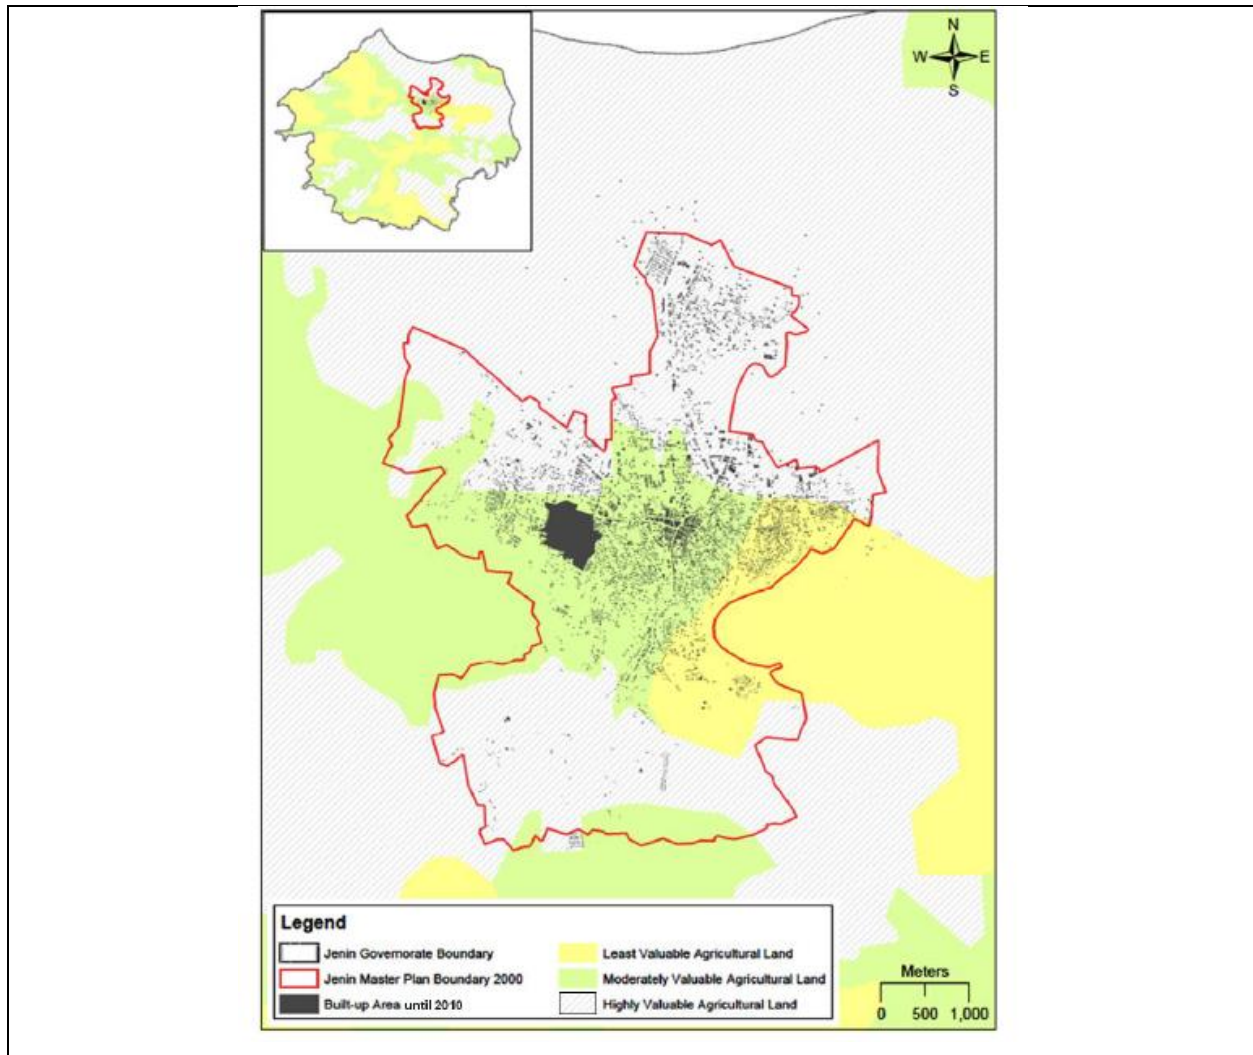 N
W E
S
Legend
Jenin Governorate Boundary
Jenin Master Plan Boundary 2000
Built-up Area until 2010
Least Valuable Agricultural Land
Moderately Valuable Agricultural Land
Highly Valuable Agricultural Land
Meters
0 500 1,000